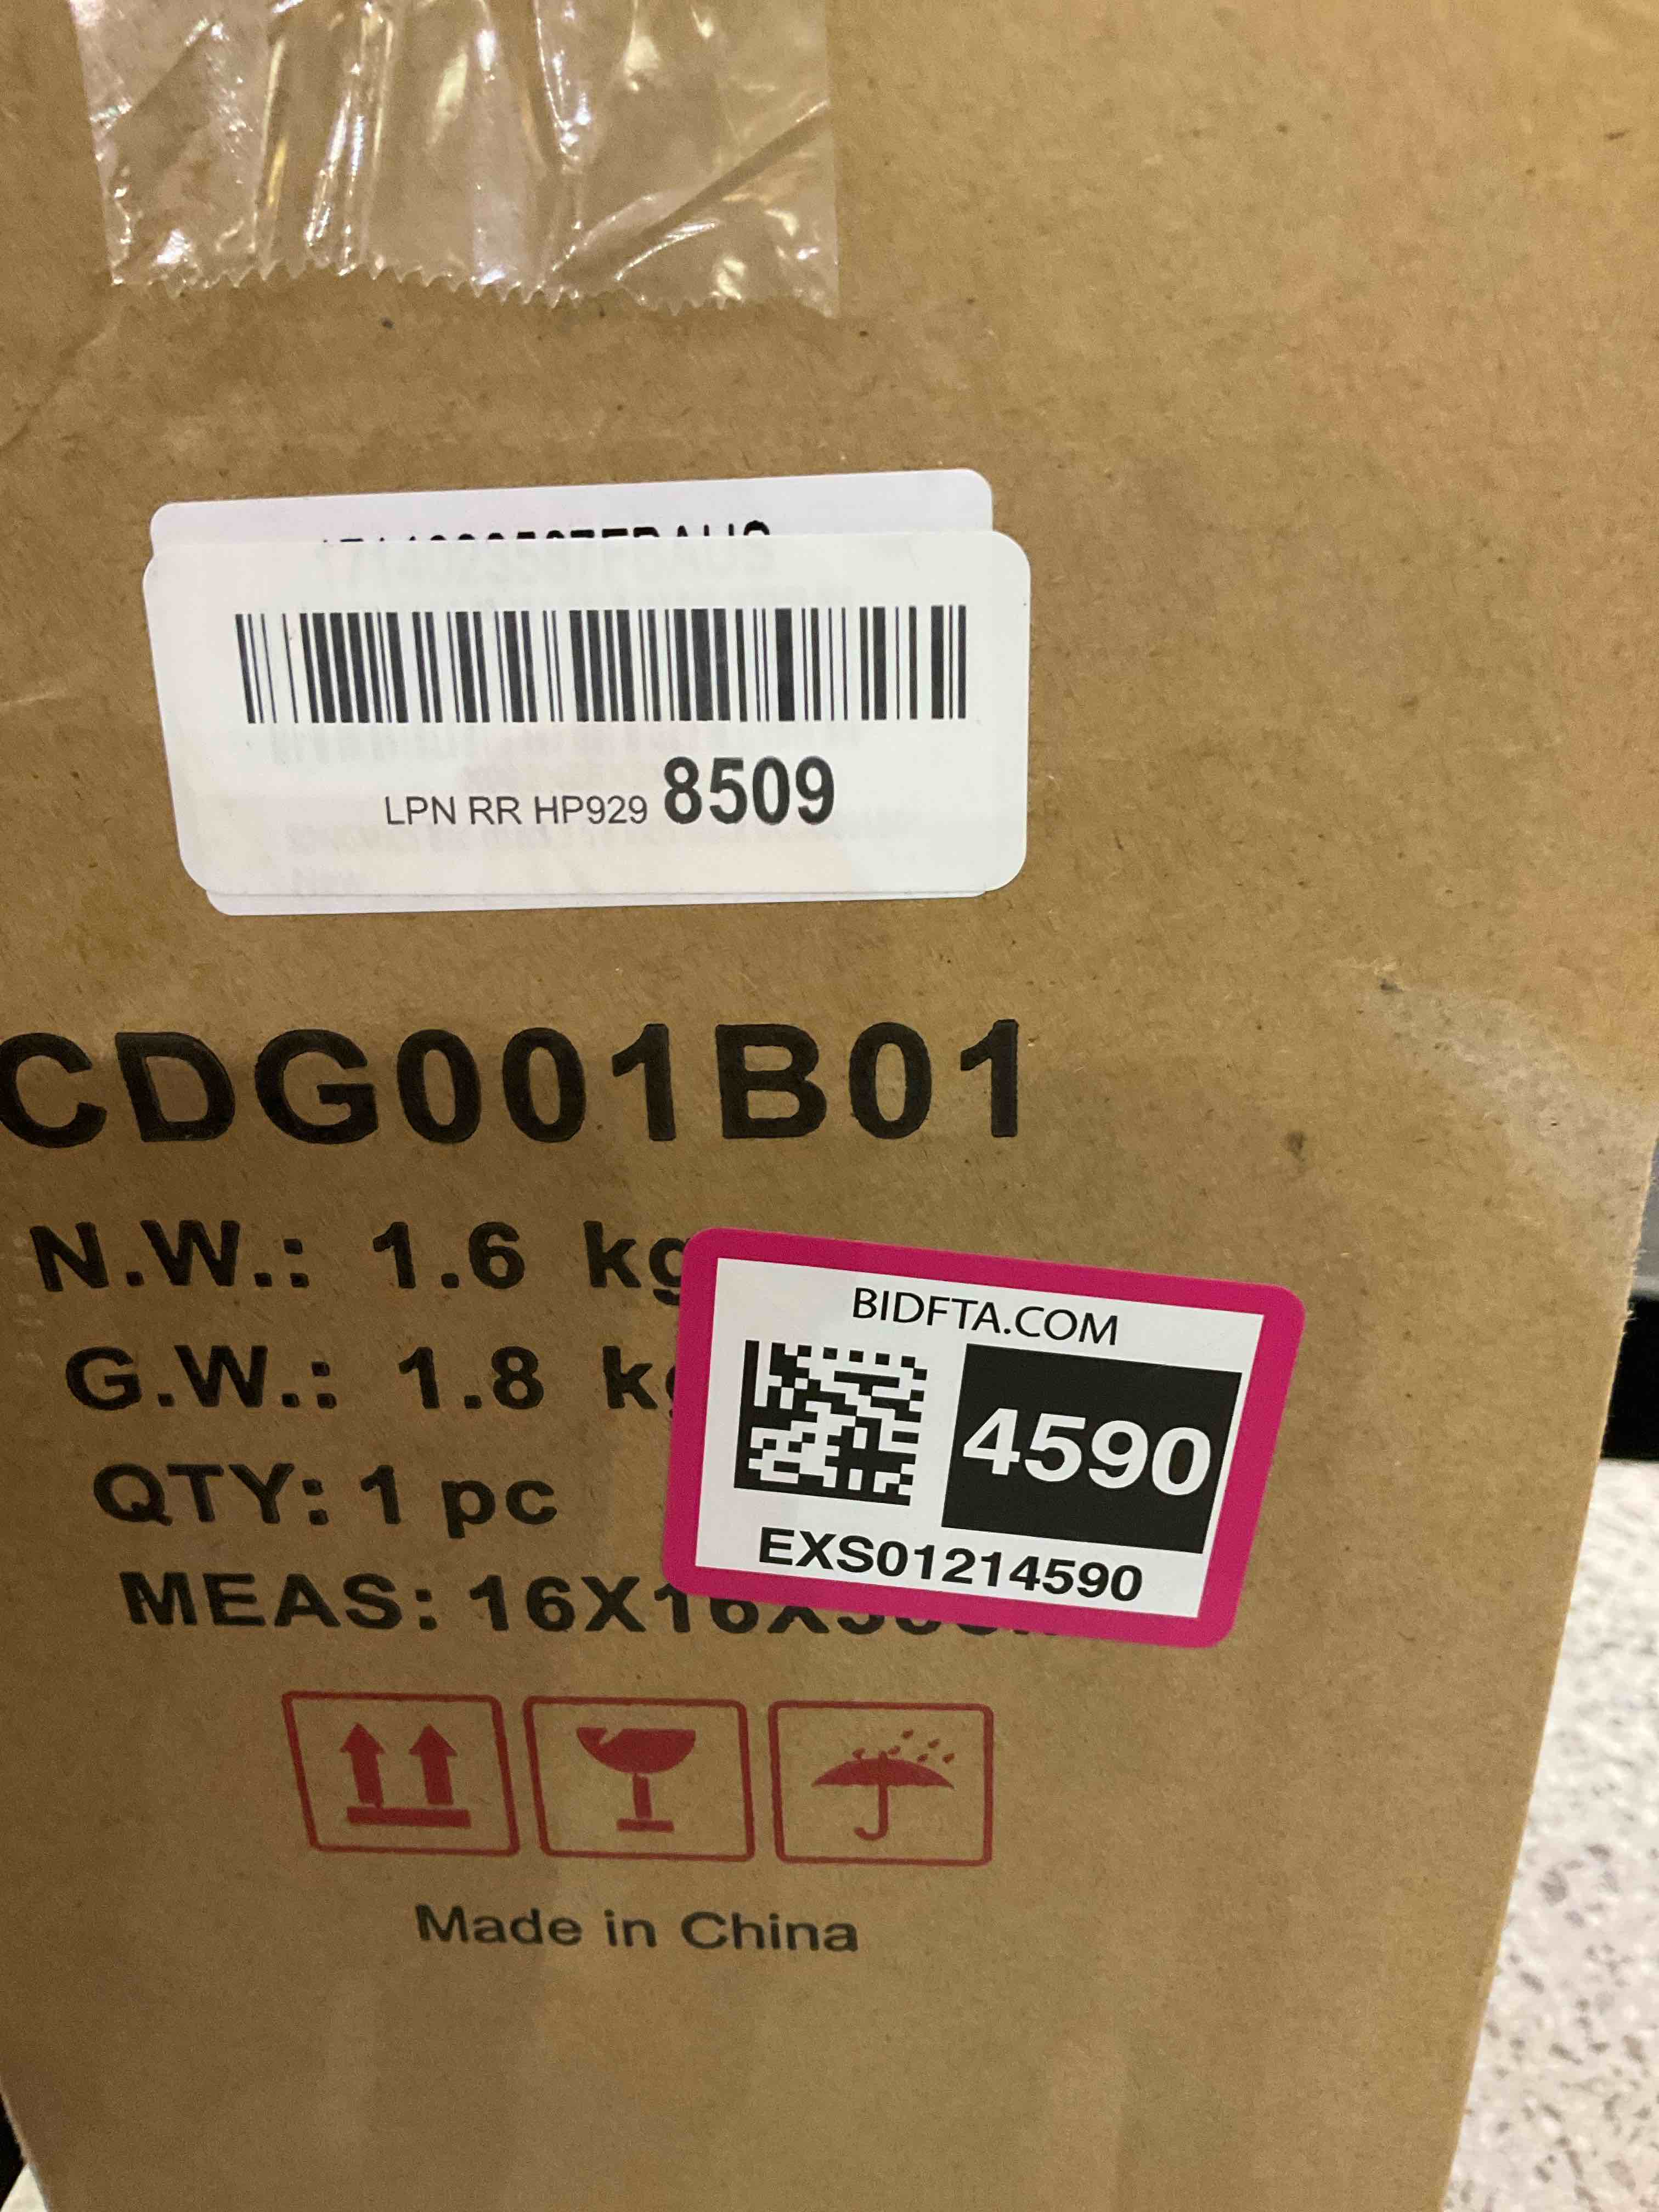 LPN RR HP929 8509
CDG001B01
N.W.: 1.6 kg
G.W.: 1.8 kg
QTY: 1 pc
MEAS: 16X16X
BIDFTA.COM
4590
EXS01214590
Made in China